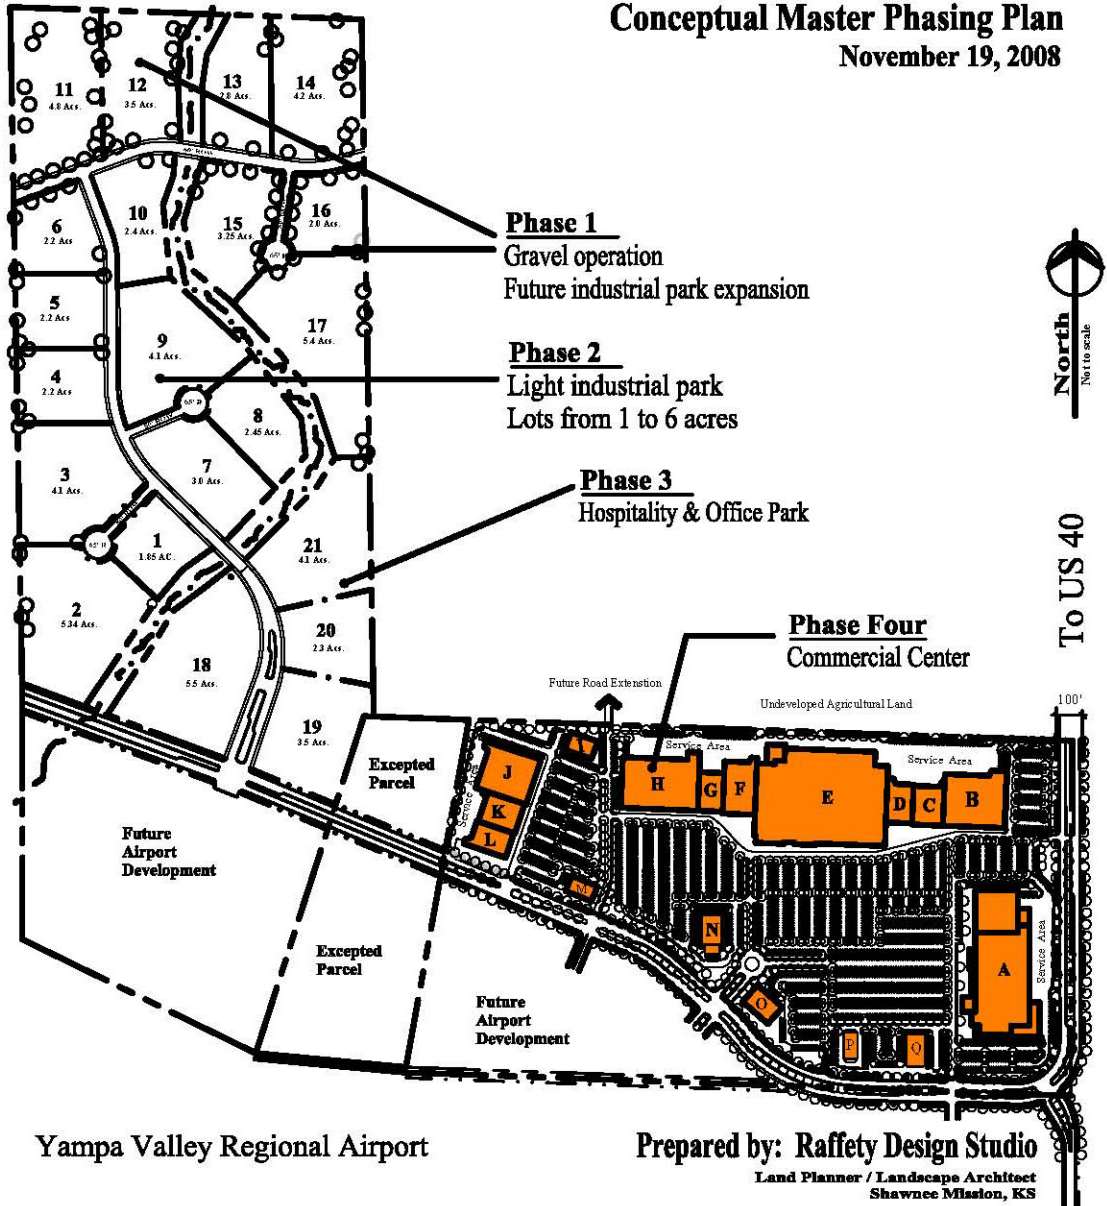 Conceptual Master Phasing Plan
November 19, 2008
11
4.8 Acs.
12
3.5 Acs.
13
2.8 Acs.
14
4.2 Acs.
6
2.2 Acs
10
2.4 Acs.
15
3.25 Acs.
16
2.0 Acs.
Phase 1
Gravel operation
Future industrial park expansion
5
2.2 Acs
9
4.1 Acs.
17
5.4 Acs.
North
Not to scale
Phase 2
Light industrial park
Lots from 1 to 6 acres
4
2.2 Acs
65' R
8
2.45 Acs.
3
4.1 Acs.
7
3.0 Acs.
Phase 3
Hospitality & Office Park
65' R
1
1.85 AC.
21
4.1 Acs.
To US 40
2
5.34 Acs.
20
2.3 Acs.
18
5.5 Acs.
Phase Four
Commercial Center
19
3.5 Acs.
Future Road Extenstion
Undeveloped Agricultural Land
100'
Excepted
Parcel
Service Area
Service Area
Service Area
J
K
L
I
H
G
F
E
D
C
B
M
Future
Airport
Development
N
Service Area
A
Excepted
Parcel
Future
Airport
Development
O
P
Q
Yampa Valley Regional Airport
Prepared by: Raffety Design Studio
Land Planner / Landscape Architect
Shawnee Mission, KS